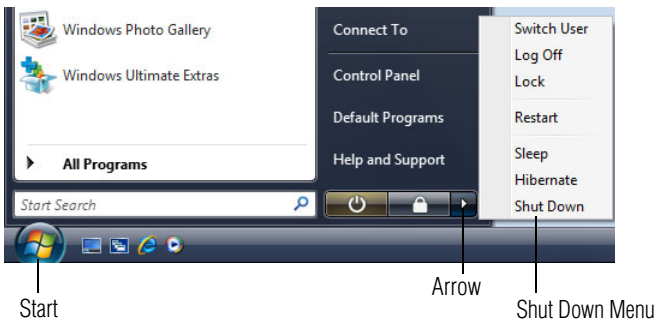 Windows Photo Gallery
Windows Ultimate Extras
All Programs
Start Search
Connect To
Control Panel
Default Programs
Help and Support
Switch User
Log Off
Lock
Restart
Sleep
Hibernate
Shut Down
Start
Arrow
Shut Down Menu